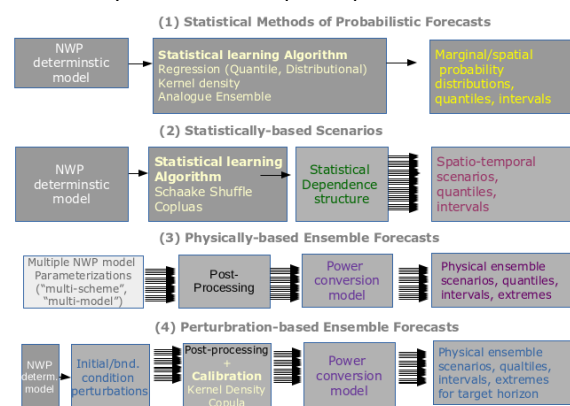 (1) Statistical Methods of Probabilistic Forecasts
NWP
determinstic
model
Statistical learning Algorithm
Regression (Quantile, Distributional)
Kernel density
Analogue Ensemble
Marginal/spatial
probability
distributions,
quantiles, intervals
(2) Statistically-based Scenarios
NWP
determinstic
model
Statistical learning
Algorithm
Schaake Shuffle
Copluas
Statistical
Dependence
structure
Spatio-temporal
scenarios,
quantiles,
intervals
(3) Physically-based Ensemble Forecasts
Multiple NWP model
Parameterizations
("multi-scheme",
"multi-model")
Post-
Processing
Power
conversion
model
Physical ensemble
scenarios, quantiles,
intervals, extremes
(4) Perturbration-based Ensemble Forecasts
NWP
determ.
model
Initial/bnd.
condition
perturbations
Post-processing
+
Calibration
Kernel Density
Copula
Power
conversion
model
Physical ensemble
scenarios, qualtiles,
intervals, extremes
for target horizon